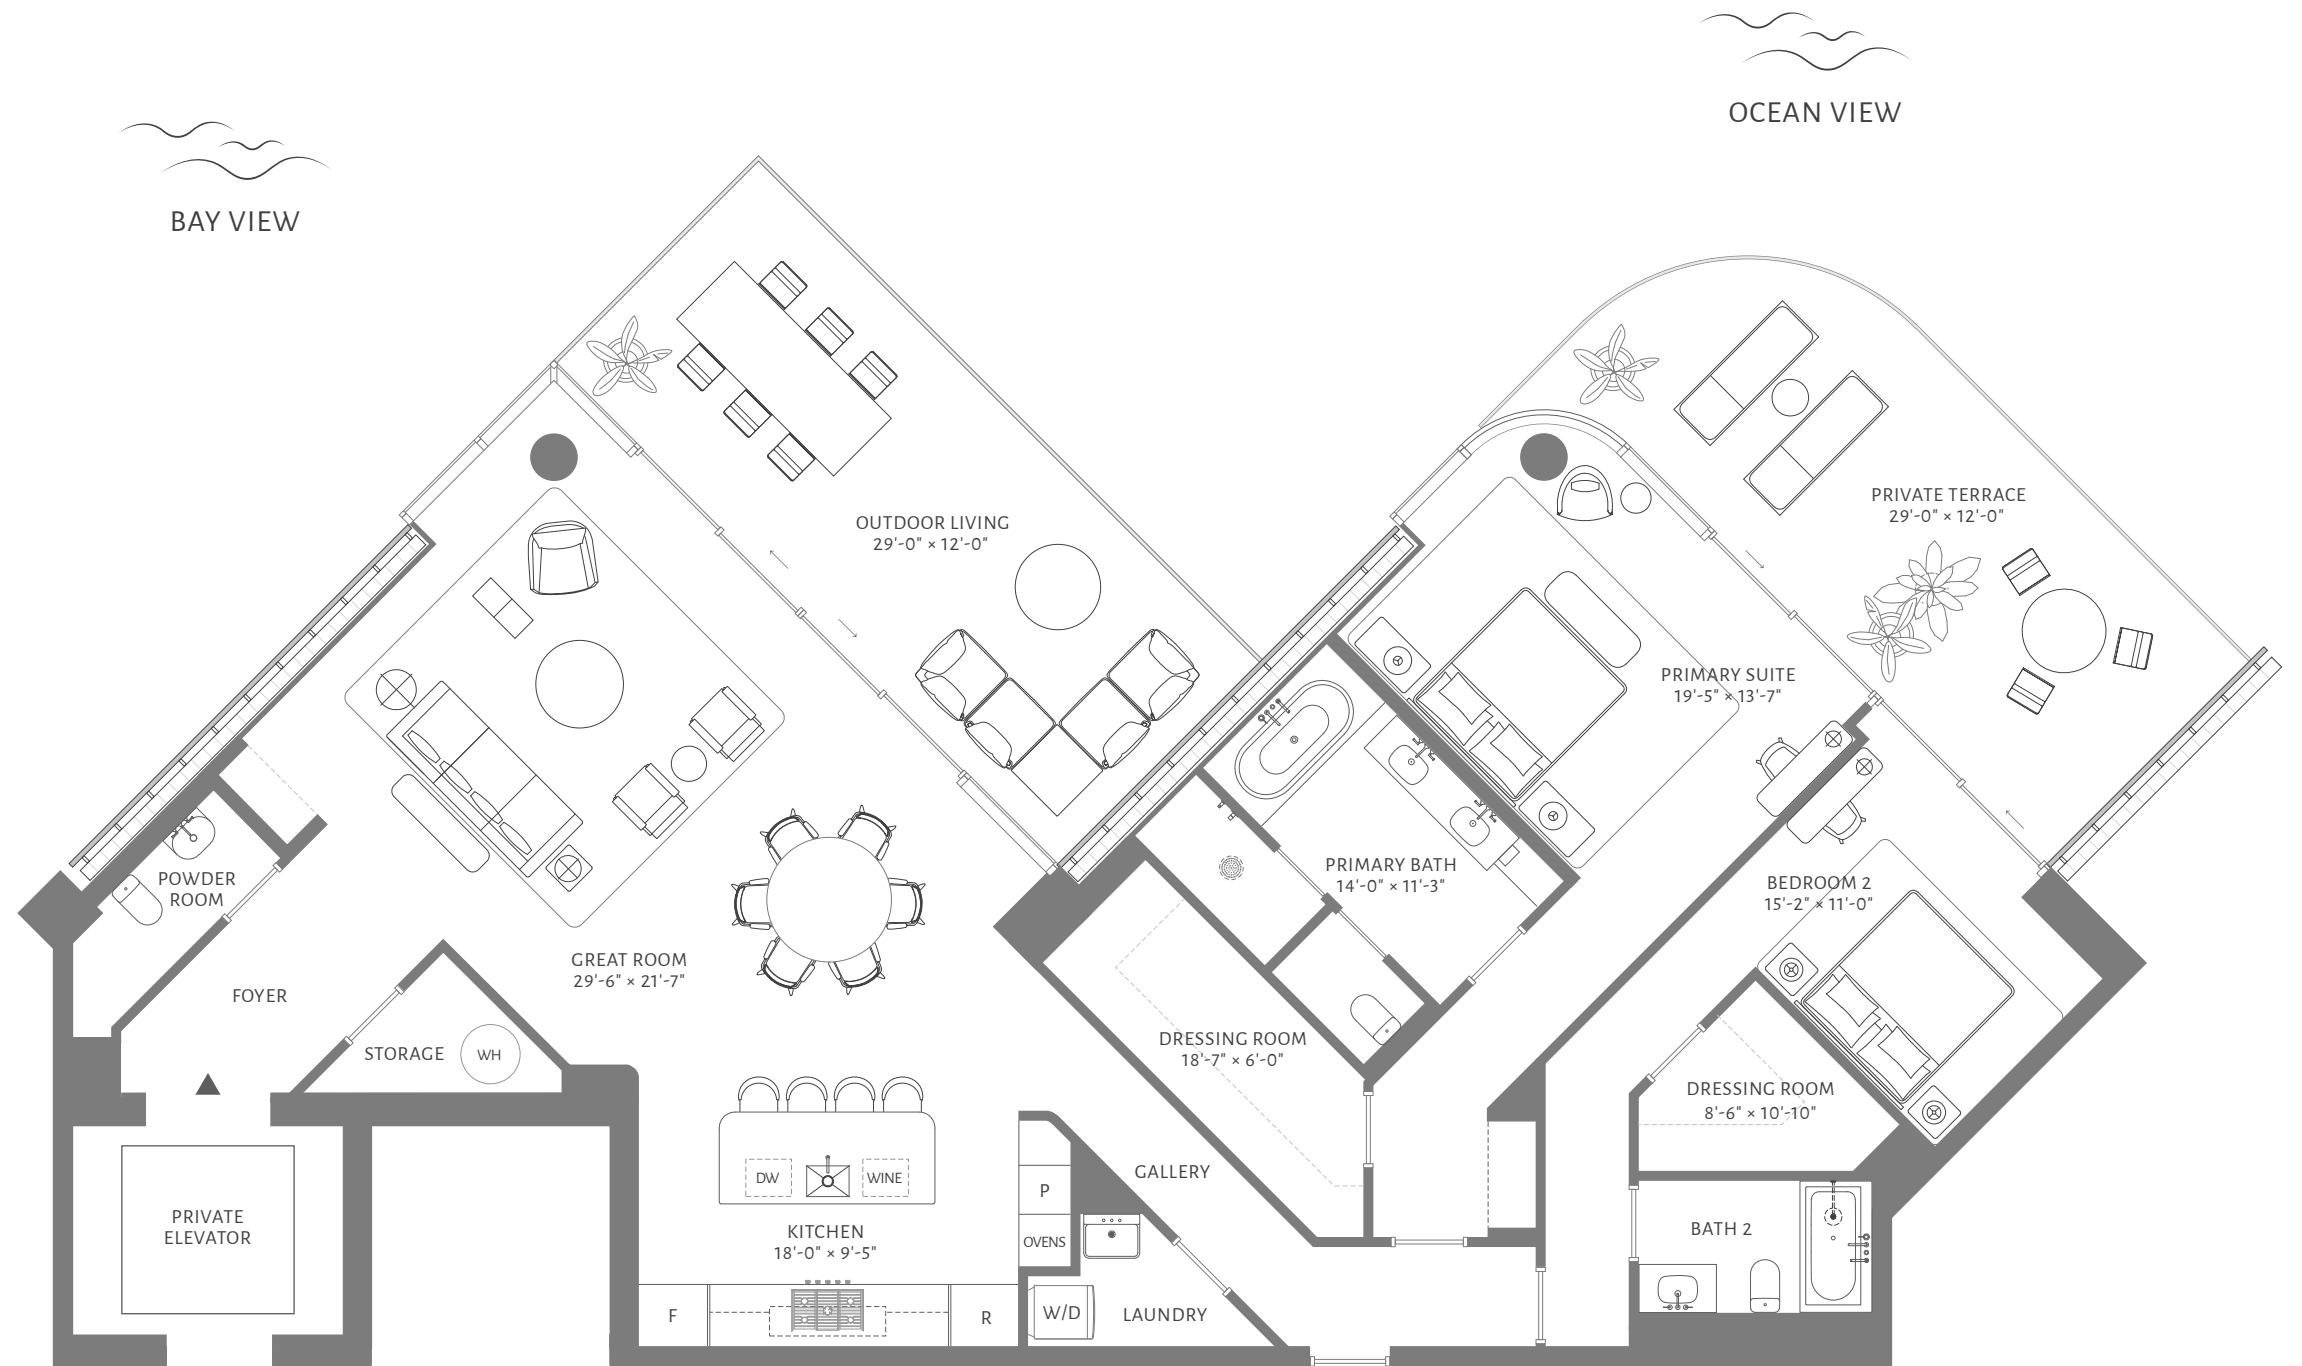 OCEAN VIEW
BAY VIEW
OUTDOOR LIVING
29'-0" × 12'-0"
PRIVATE TERRACE
29'-0" × 12'-0"
PRIMARY SUITE
19'-5" × 13'-7"
POWDER
ROOM
PRIMARY BATH
14'-0" × 11'-3"
BEDROOM 2
15'-2" × 11'-0"
GREAT ROOM
29'-6" × 21'-7"
FOYER
STORAGE
WH
DRESSING ROOM
18'-7" × 6'-0"
DRESSING ROOM
8'-6" × 10'-10"
DW
WINE
P
GALLERY
PRIVATE
ELEVATOR
KITCHEN
18'-0" × 9'-5"
OVENS
BATH 2
F
R
W/D
LAUNDRY